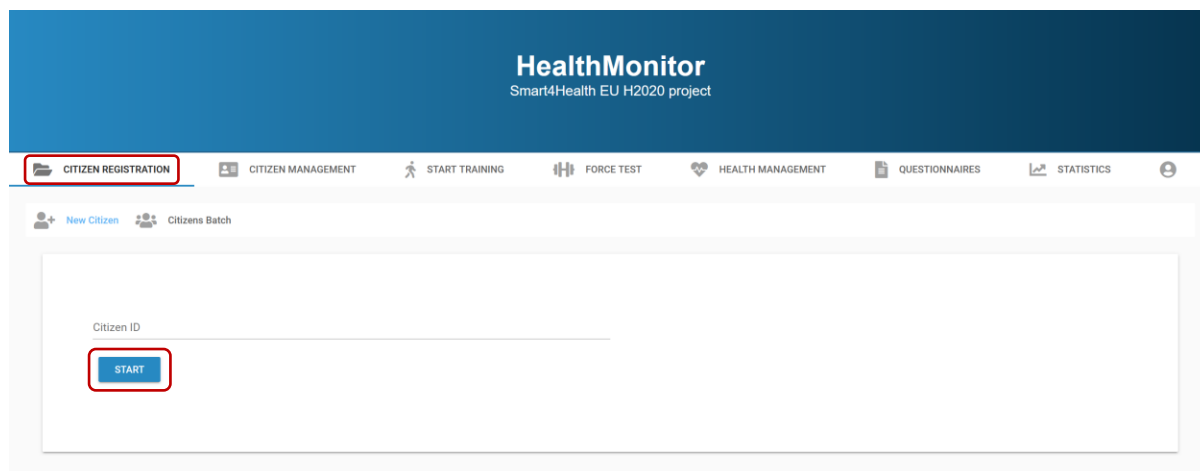 HealthMonitor
Smart4Health EU H2020 project
CITIZEN REGISTRATION CITIZEN MANAGEMENT START TRAINING FORCE TEST HEALTH MANAGEMENT QUESTIONNAIRES STATISTICS
New Citizen Citizens Batch
Citizen ID
START